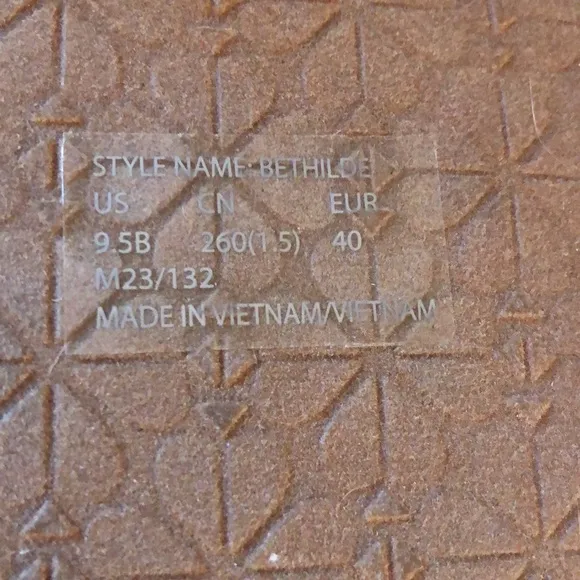 STYLE NAME: BETHILDE
US CN EUR
9.5B 260(1.5) 40
M23/132
MADE IN VIETNAM/VIETNAM